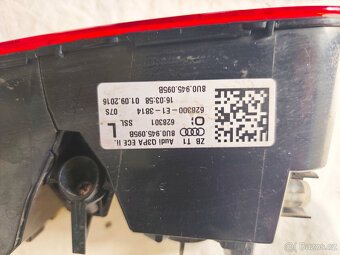 ZB T1 Audi Q3PA ECE II.
8U0.945.095B
628301 SSL L
628300-E1-3814 07S
16:03:58 01.09.2016
8U0.945.095B